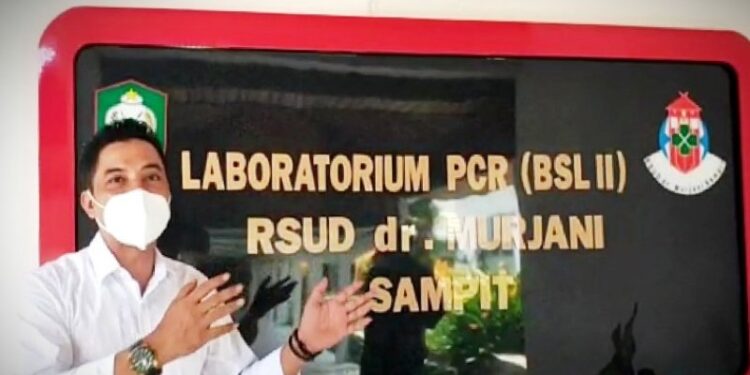 LABORATORIUM PCR (BSL II)
RSUD dr. MURJANI
SAMPIT